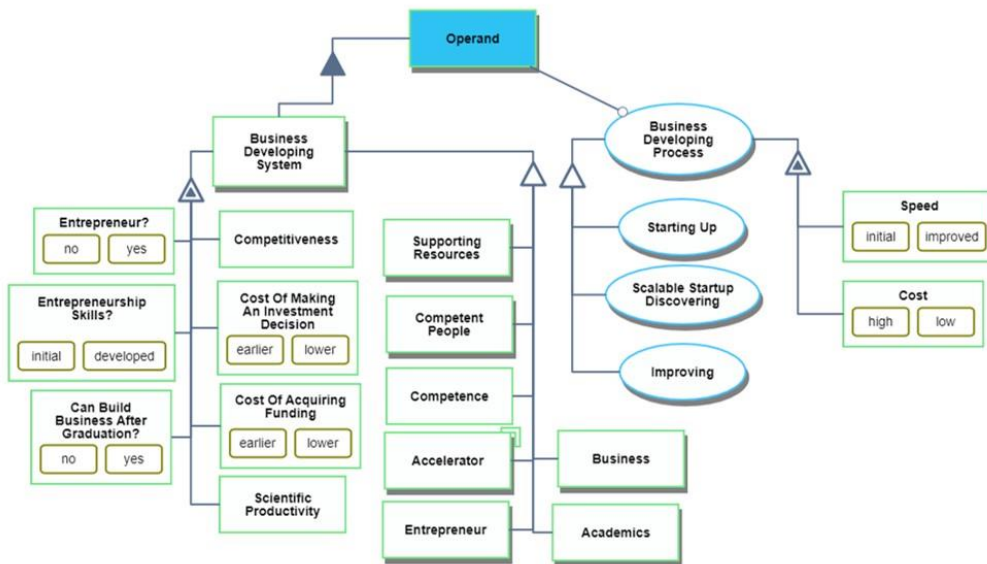 Operand
Business
Developing
System
Business
Developing
Process
Entrepreneur?
no yes
Competitiveness
Entrepreneurship
Skills?
initial developed
Cost Of Making
An Investment
Decision
earlier lower
Can Build
Business After
Graduation?
no yes
Cost Of Acquiring
Funding
earlier lower
Scientific
Productivity
Supporting
Resources
Competent
People
Competence
Accelerator
Entrepreneur
Business
Academics
Starting Up
Scalable Startup
Discovering
Improving
Speed
initial improved
Cost
high low